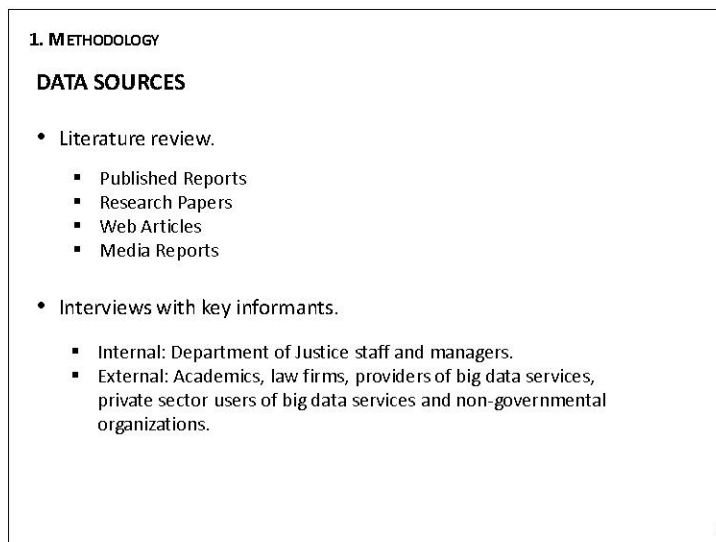 1. METHODOLOGY
DATA SOURCES
• Literature review.
▪ Published Reports
▪ Research Papers
▪ Web Articles
▪ Media Reports
• Interviews with key informants.
▪ Internal: Department of Justice staff and managers.
▪ External: Academics, law firms, providers of big data services,
private sector users of big data services and non-governmental
organizations.